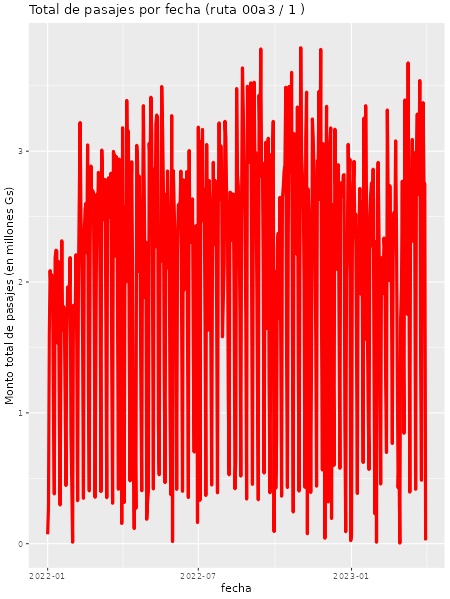 Total de pasajes por fecha (ruta 00a3 / 1 )
Monto total de pasajes (en millones Gs)
3
2
1
0
2022-01
2022-07
2023-01
fecha